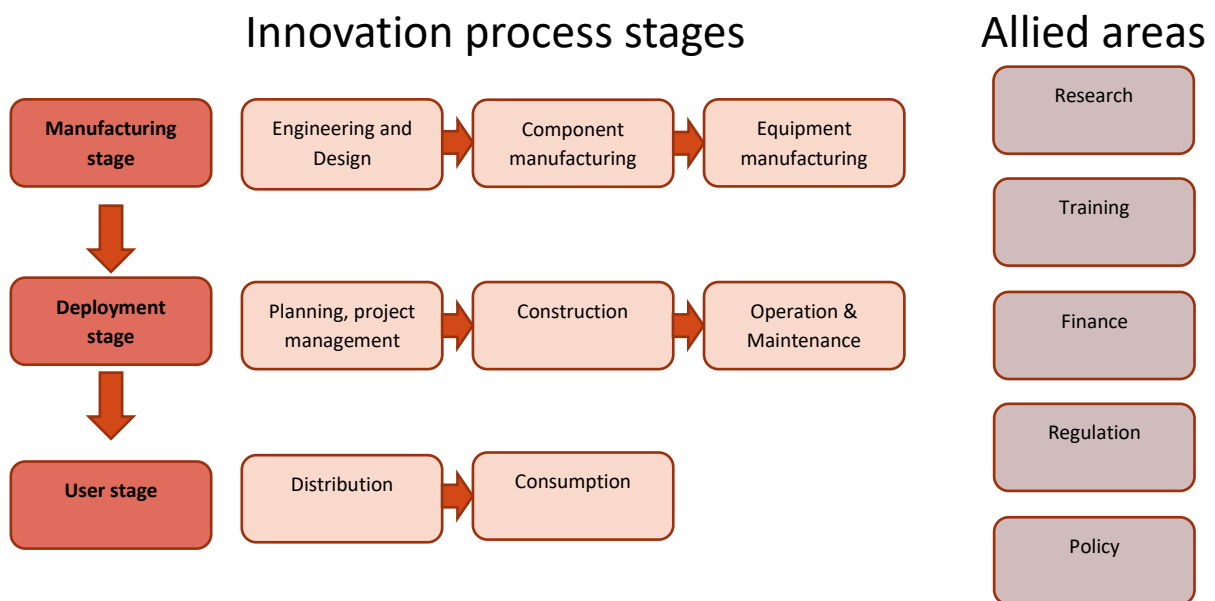 Innovation process stages
Allied areas
Manufacturing
stage
Engineering and
Design
Component
manufacturing
Equipment
manufacturing
Deployment
stage
Planning, project
management
Construction
Operation &
Maintenance
User stage
Distribution
Consumption
Research
Training
Finance
Regulation
Policy